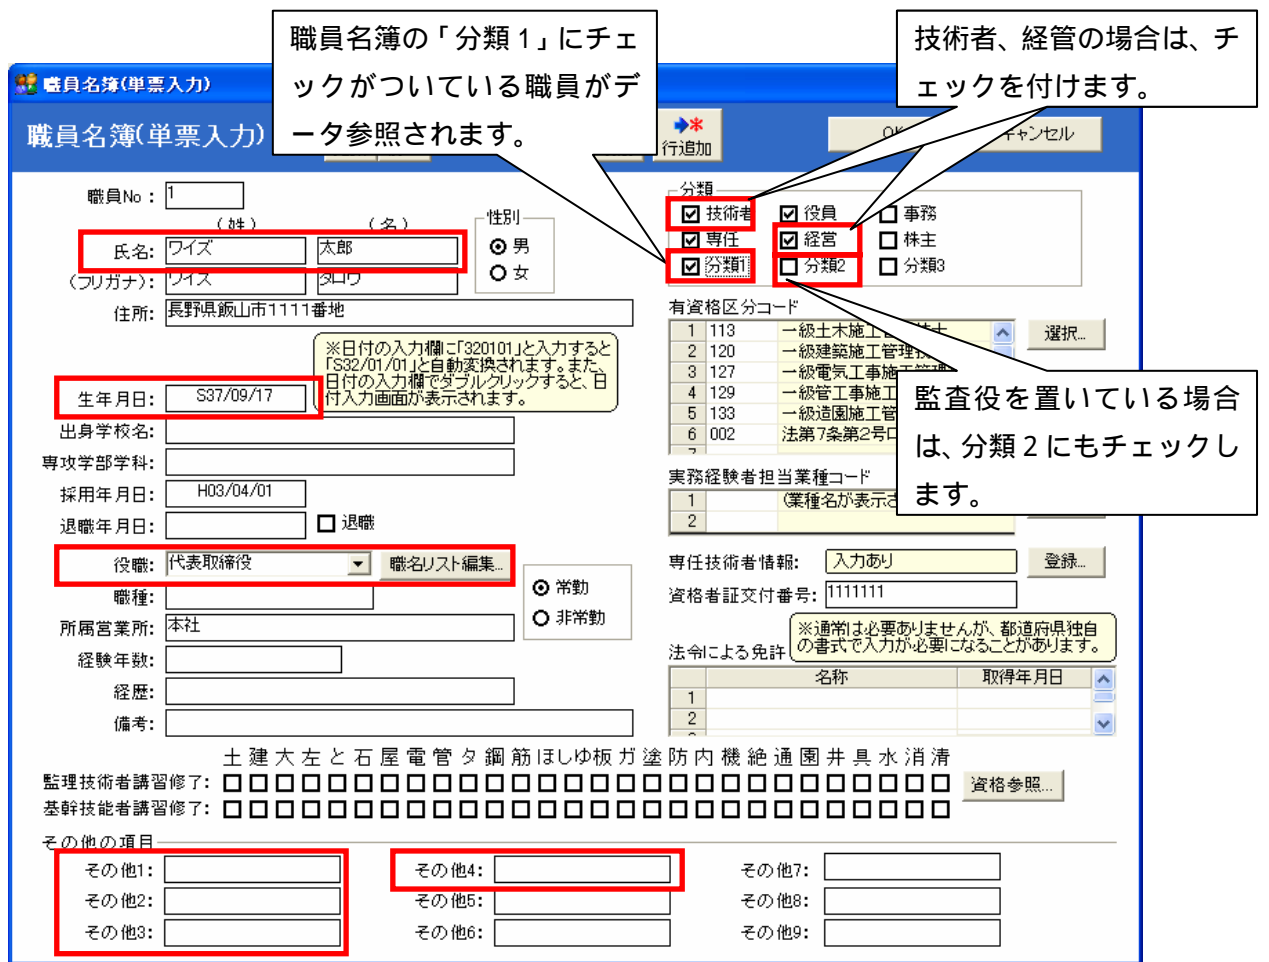 職員名簿の「分類1」にチェ
ックがついている職員がデ
ータ参照されます。
技術者、経管の場合は、チ
ェックを付けます。
職員名簿(単票入力)
職員名簿(単票入力)
行追加
キャンセル
職員No: 1
(姓) (名)
氏名: ワイズ 太郎
(フリガナ): ワイズ タロウ
性別
男
女
住所: 長野県飯山市1111番地
※日付の入力欄に「320101」と入力すると
「S32/01/01」と自動変換されます。また、
日付の入力欄でダブルクリックすると、日
付入力画面が表示されます。
生年月日: S37/09/17
出身学校名:
専攻学部学科:
採用年月日: H03/04/01
退職年月日: 退職
役職: 代表取締役 職名リスト編集...
職種:
常勤
非常勤
所属営業所: 本社
経験年数:
経歴:
備考:
分類
技術者 役員 事務
専任 経営 株主
分類1 分類2 分類3
有資格区分コード
1 113 一級土木施工
2 120 一級建築施工管理技
3 127 一級電気工事施工管理
4 129 一級管工事施工
5 133 一級造園施工管
6 002 法第7条第2号ロ
選択...
監査役を置いている場合
は、分類2にもチェックし
ます。
実務経験者担当業種コード
1 (業種名が表示さ
2
専任技術者情報: 入力あり 登録...
資格者証交付番号: 1111111
※通常は必要ありませんが、都道府県独自
の書式で入力が必要になることがあります。
法令による免許
名称 取得年月日
1
2
土 建 大 左 と 石 屋 電 管 タ 鋼 筋 ほ しゆ 板 ガ 塗 防 内 機 絶 通 園 井 具 水 消 清
監理技術者講習修了:
資格参照...
基幹技能者講習修了:
その他の項目
その他1: その他4: その他7:
その他2: その他5: その他8:
その他3: その他6: その他9: